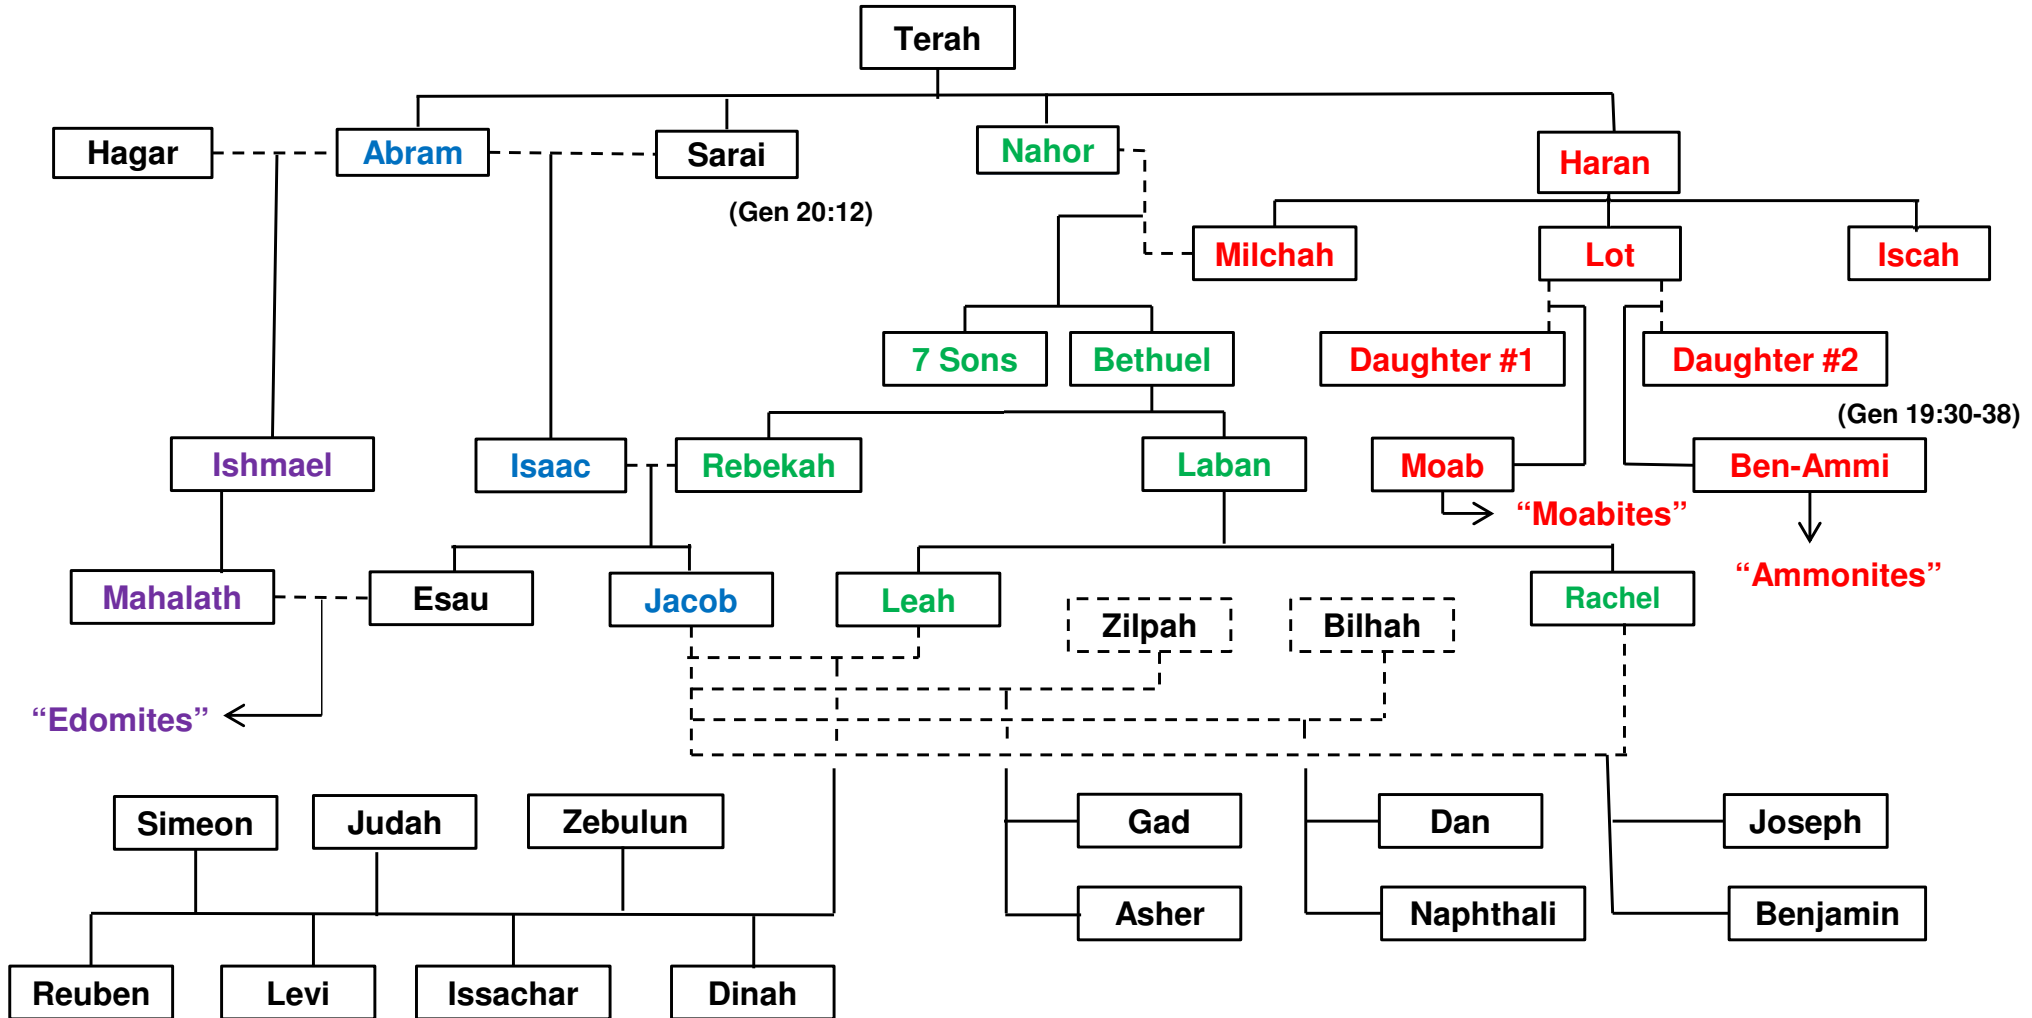 Terah
Hagar
Abram
Sarai
Nahor
Haran
(Gen 20:12)
Milchah
Lot
Iscah
7 Sons
Bethuel
Daughter #1
Daughter #2
(Gen 19:30-38)
Ishmael
Isaac
Rebekah
Laban
Moab
Ben-Ammi
“Moabites”
“Ammonites”
Mahalath
Esau
Jacob
Leah
Zilpah
Bilhah
Rachel
“Edomites”
Simeon
Judah
Zebulun
Gad
Dan
Joseph
Asher
Naphthali
Benjamin
Reuben
Levi
Issachar
Dinah